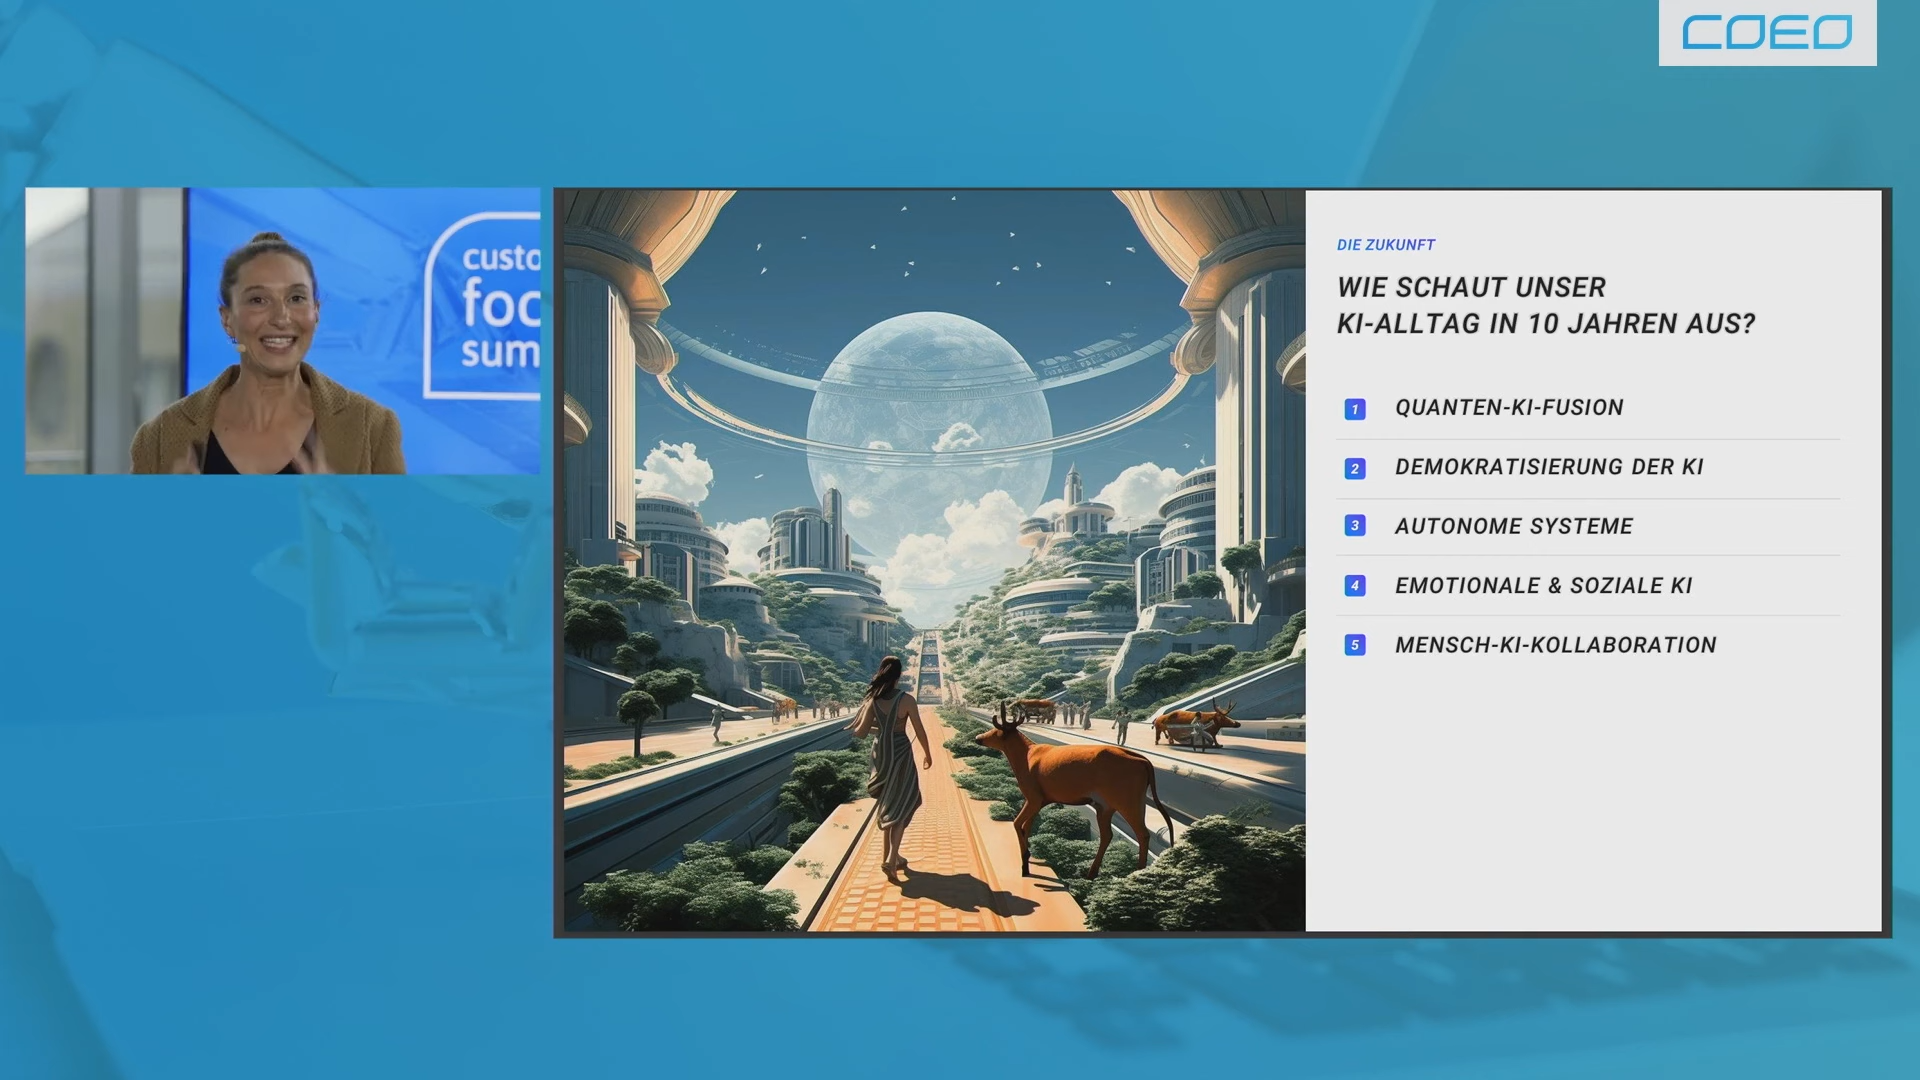 COEO
custo
foc
sum
DIE ZUKUNFT
WIE SCHAUT UNSER
KI-ALLTAG IN 10 JAHREN AUS?
1 QUANTEN-KI-FUSION
2 DEMOKRATISIERUNG DER KI
3 AUTONOME SYSTEME
4 EMOTIONALE & SOZIALE KI
5 MENSCH-KI-KOLLABORATION